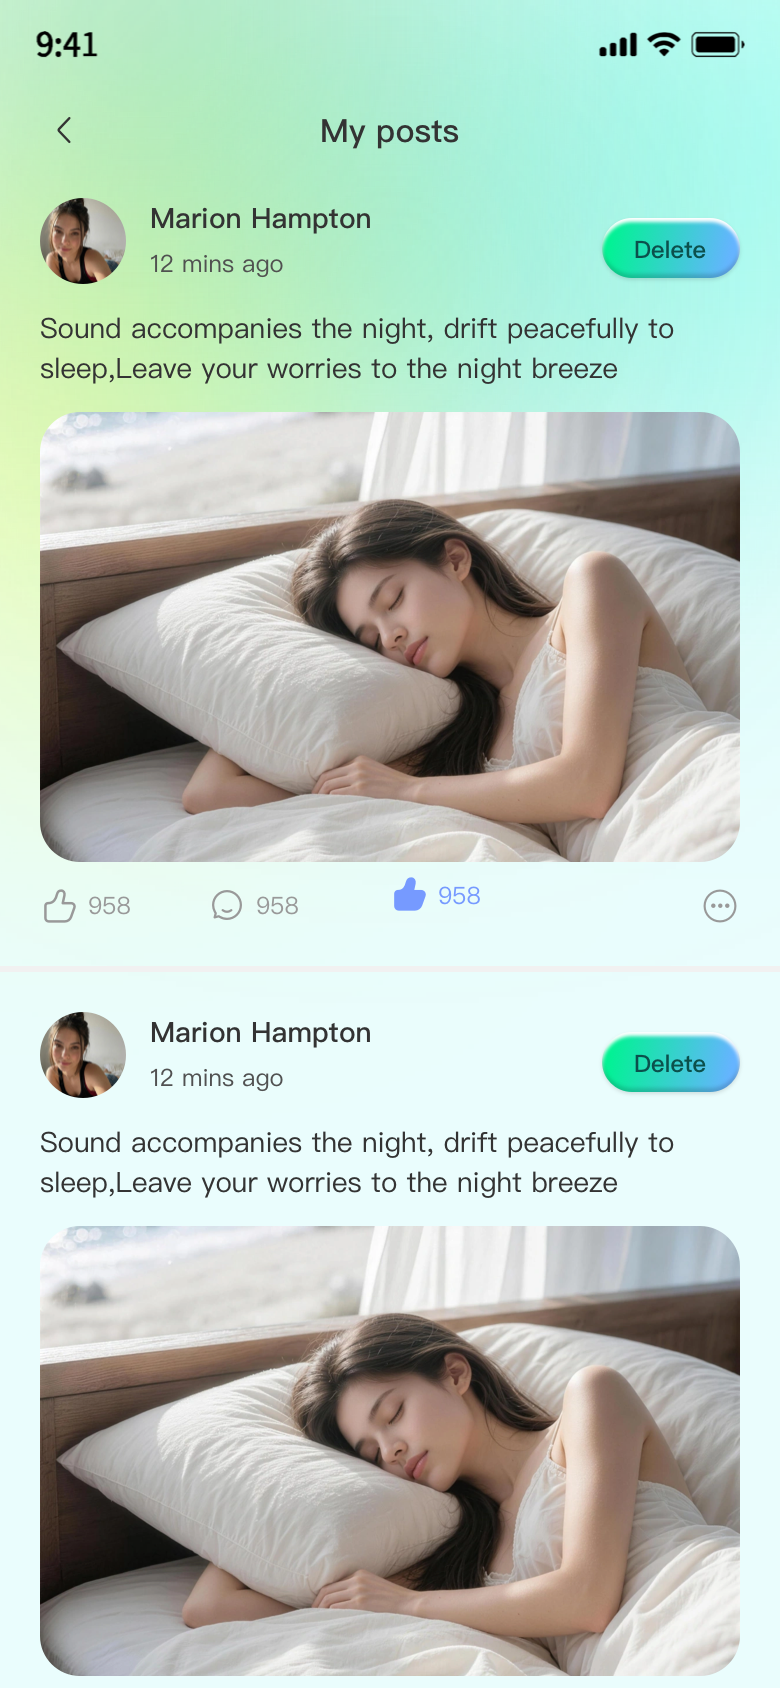 9:41
My posts
Marion Hampton
12 mins ago
Delete
Sound accompanies the night, drift peacefully to
sleep,Leave your worries to the night breeze
958
958
958
Marion Hampton
12 mins ago
Delete
Sound accompanies the night, drift peacefully to
sleep,Leave your worries to the night breeze